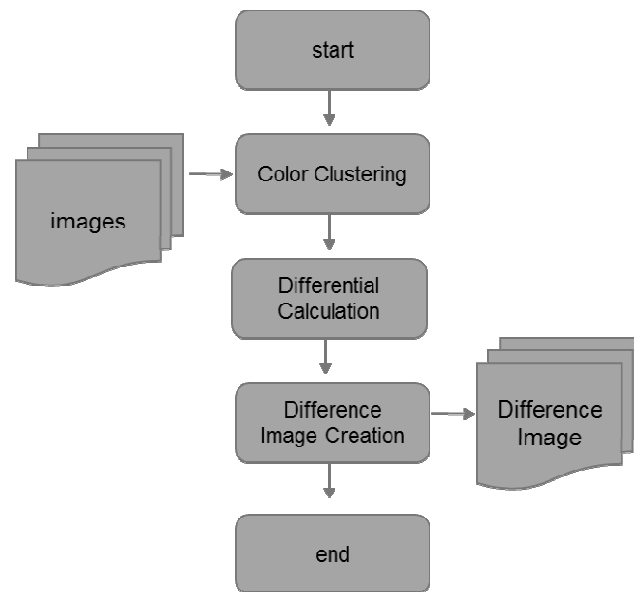 start
Color Clustering
images
Differential
Calculation
Difference
Image Creation
Difference
Image
end